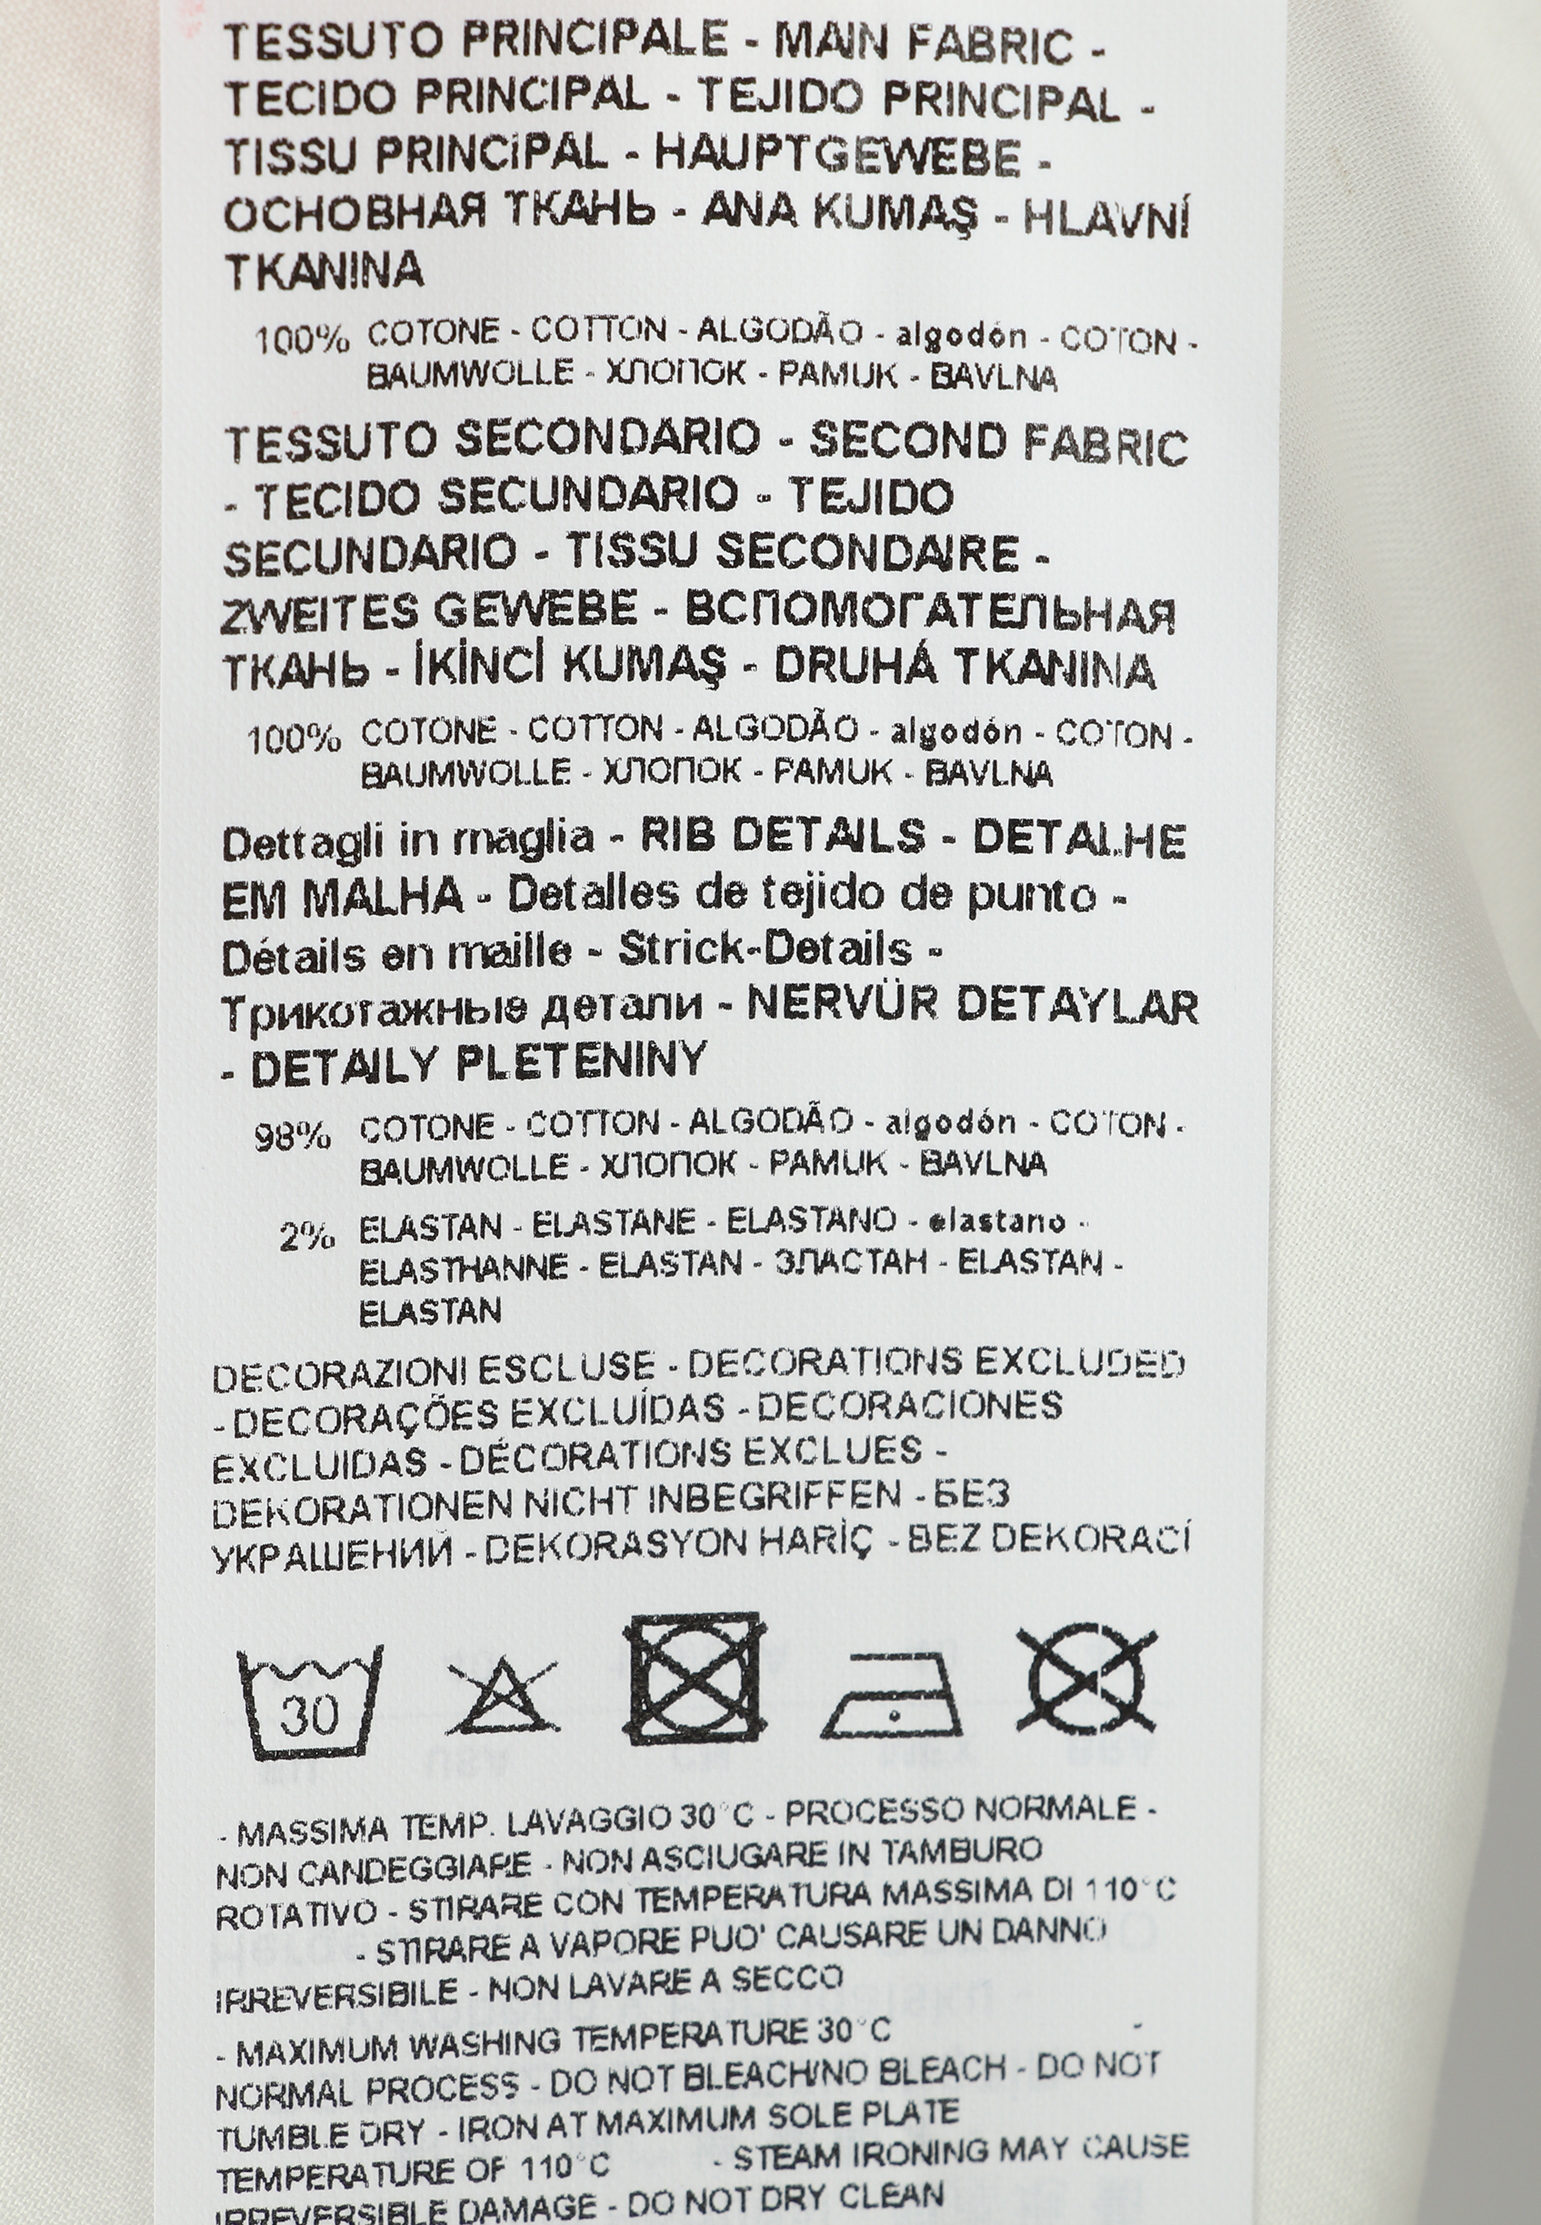 TESSUTO PRINCIPALE - MAIN FABRIC -
TECIDO PRINCIPAL - TEJIDO PRINCIPAL -
TISSU PRINCIPAL - HAUPTGEWEBE -
ОСНОВНАЯ ТКАНЬ - ANA KUMAŞ - HLAVNÍ
TKANINA
100% COTONE - COTTON - ALGODÃO - algodón - COTON -
BAUMWOLLE - ХЛОПОК - PAMUK - BAVLNA
TESSUTO SECONDARIO - SECOND FABRIC
- TECIDO SECUNDARIO - TEJIDO
SECUNDARIO - TISSU SECONDAIRE -
ZWEITES GEWEBE - ВСПОМОГАТЕЛЬНАЯ
ТКАНЬ - İKİNCİ KUMAŞ - DRUHÁ TKANINA
100% COTONE - COTTON - ALGODÃO - algodón - COTON -
BAUMWOLLE - ХЛОПОК - PAMUK - BAVLNA
Dettagli in maglia - RIB DETAILS - DETALHE
EM MALHA - Detalles de tejido de punto -
Détails en maille - Strick-Details -
Трикотажные детали - NERVÜR DETAYLAR
- DETAILY PLETENINY
98% COTONE - COTTON - ALGODÃO - algodón - COTON -
BAUMWOLLE - ХЛОПОК - PAMUK - BAVLNA
2% ELASTAN - ELASTANE - ELASTANO - elastano -
ELASTHANNE - ELASTAN - ЭЛАСТАН - ELASTAN -
ELASTAN
DECORAZIONI ESCLUSE - DECORATIONS EXCLUDED
- DECORAÇÕES EXCLUÍDAS - DECORACIONES
EXCLUIDAS - DÉCORATIONS EXCLUES -
DEKORATIONEN NICHT INBEGRIFFEN - БЕЗ
УКРАШЕНИЙ - DEKORASYON HARİÇ - BEZ DEKORACÍ
30
- MASSIMA TEMP. LAVAGGIO 30°C - PROCESSO NORMALE -
NON CANDEGGIARE - NON ASCIUGARE IN TAMBURO
ROTATIVO - STIRARE CON TEMPERATURA MASSIMA DI 110°C
- STIRARE A VAPORE PUO' CAUSARE UN DANNO
IRREVERSIBILE - NON LAVARE A SECCO
- MAXIMUM WASHING TEMPERATURE 30°C -
NORMAL PROCESS - DO NOT BLEACH/NO BLEACH - DO NOT
TUMBLE DRY - IRON AT MAXIMUM SOLE PLATE
TEMPERATURE OF 110°C - STEAM IRONING MAY CAUSE
IRREVERSIBLE DAMAGE - DO NOT DRY CLEAN